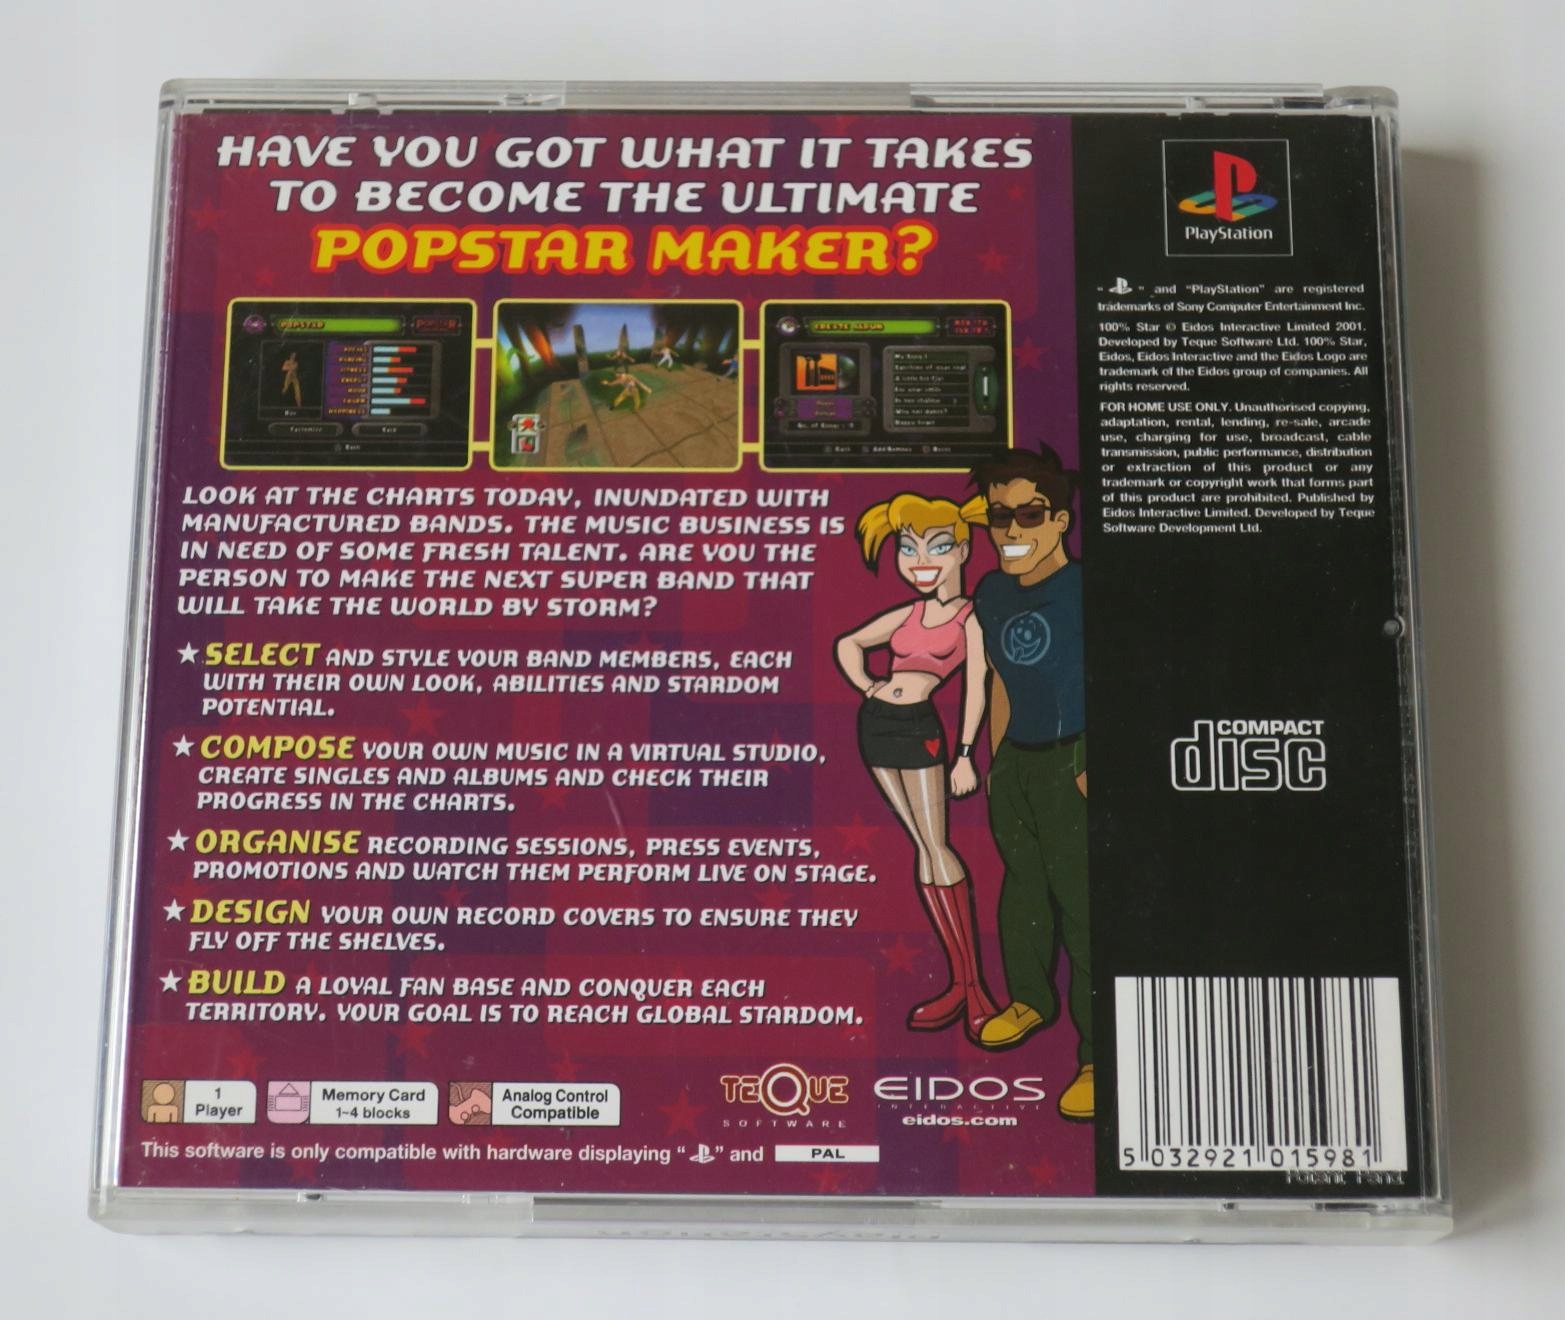 HAVE YOU GOT WHAT IT TAKES
TO BECOME THE ULTIMATE
POPSTAR MAKER?
POPSTAR
CREATE ALBUM
LOOK AT THE CHARTS TODAY, INUNDATED WITH
MANUFACTURED BANDS. THE MUSIC BUSINESS IS
IN NEED OF SOME FRESH TALENT. ARE YOU THE
PERSON TO MAKE THE NEXT SUPER BAND THAT
WILL TAKE THE WORLD BY STORM?
★ SELECT AND STYLE YOUR BAND MEMBERS, EACH
WITH THEIR OWN LOOK, ABILITIES AND STARDOM
POTENTIAL.
★ COMPOSE YOUR OWN MUSIC IN A VIRTUAL STUDIO,
CREATE SINGLES AND ALBUMS AND CHECK THEIR
PROGRESS IN THE CHARTS.
★ ORGANISE RECORDING SESSIONS, PRESS EVENTS,
PROMOTIONS AND WATCH THEM PERFORM LIVE ON STAGE.
★ DESIGN YOUR OWN RECORD COVERS TO ENSURE THEY
FLY OFF THE SHELVES.
★ BUILD A LOYAL FAN BASE AND CONQUER EACH
TERRITORY. YOUR GOAL IS TO REACH GLOBAL STARDOM.
1
Player
Memory Card
1~4 blocks
Analog Control
Compatible
TEQUE
SOFTWARE
EIDOS
INTERACTIVE
eidos.com
This software is only compatible with hardware displaying " " and PAL
PlayStation
" " and "PlayStation" are registered
trademarks of Sony Computer Entertainment Inc.
100% Star © Eidos Interactive Limited 2001.
Developed by Teque Software Ltd. 100% Star,
Eidos, Eidos Interactive and the Eidos Logo are
trademark of the Eidos group of companies. All
rights reserved.
FOR HOME USE ONLY. Unauthorised copying,
adaptation, rental, lending, re-sale, arcade
use, charging for use, broadcast, cable
transmission, public performance, distribution
or extraction of this product or any
trademark or copyright work that forms part
of this product are prohibited. Published by
Eidos Interactive Limited. Developed by Teque
Software Development Ltd.
COMPACT
disc
5 032921 015981